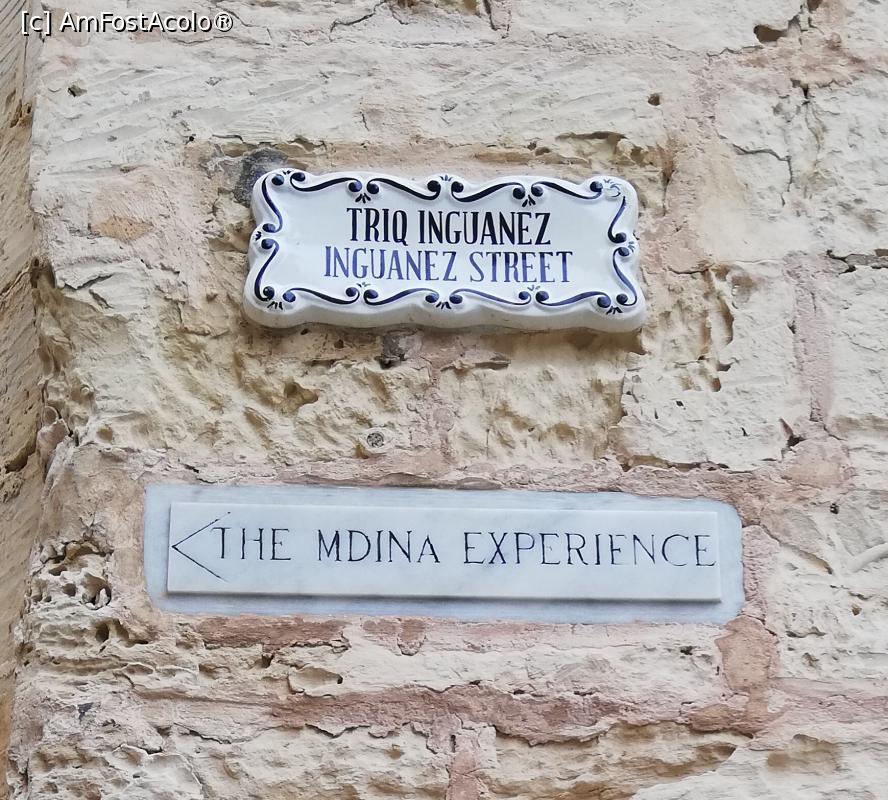 [c] AmFostAcolo®
TRIQ INGUANEZ
INGUANEZ STREET
THE MDINA EXPERIENCE